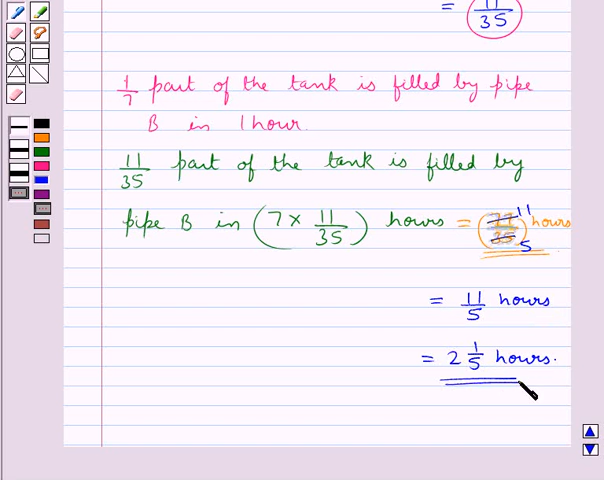 = 11/35
1/7 part of the tank is filled by pipe
B in 1 hour.
11/35 part of the tank is filled by
pipe B in (7 × 11/35) hours = 77/35 11/5 hours
= 11/5 hours
= 2 1/5 hours.